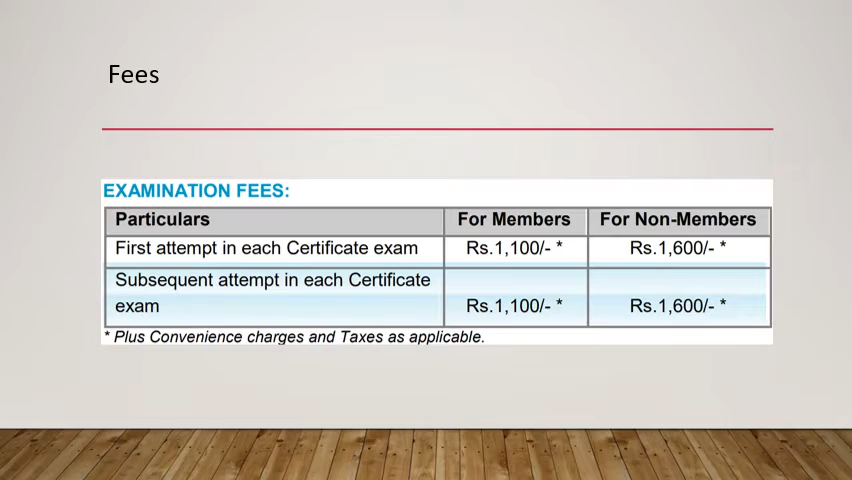 Fees
EXAMINATION FEES:
Particulars For Members For Non-Members
First attempt in each Certificate exam Rs.1,100/- * Rs.1,600/- *
Subsequent attempt in each Certificate
exam Rs.1,100/- * Rs.1,600/- *
* Plus Convenience charges and Taxes as applicable.